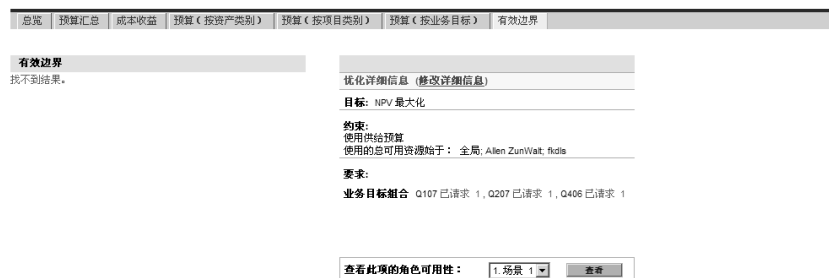 总览 预算汇总 成本收益 预算（按资产类别） 预算（按项目类别） 预算（按业务目标） 有效边界
有效边界
找不到结果。
优化详细信息 (修改详细信息)
目标: NPV 最大化
约束:
使用供给预算
使用的总可用资源始于： 全局; Allen ZunWalt; fkdls
要求:
业务目标组合 Q107 已请求 1 , Q207 已请求 1 , Q406 已请求 1
查看此项的角色可用性： 1. 场景 1 查看